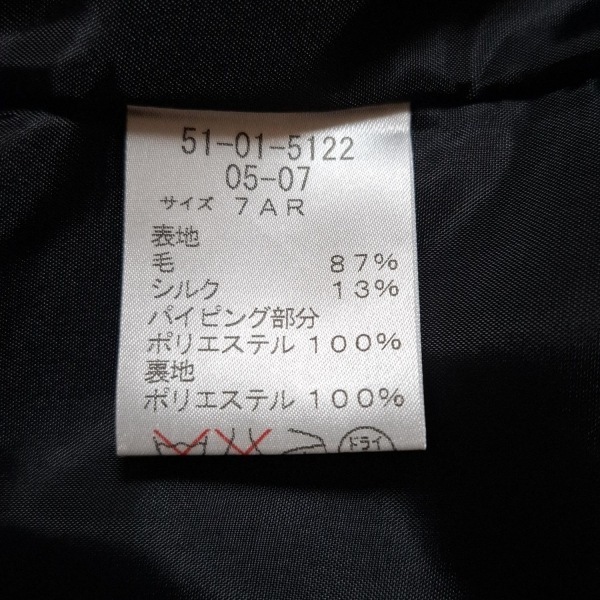 51-01-5122
05-07
サイズ 7AR
表地
毛 87%
シルク 13%
パイピング部分
ポリエステル 100%
裏地
ポリエステル 100%
ドライ